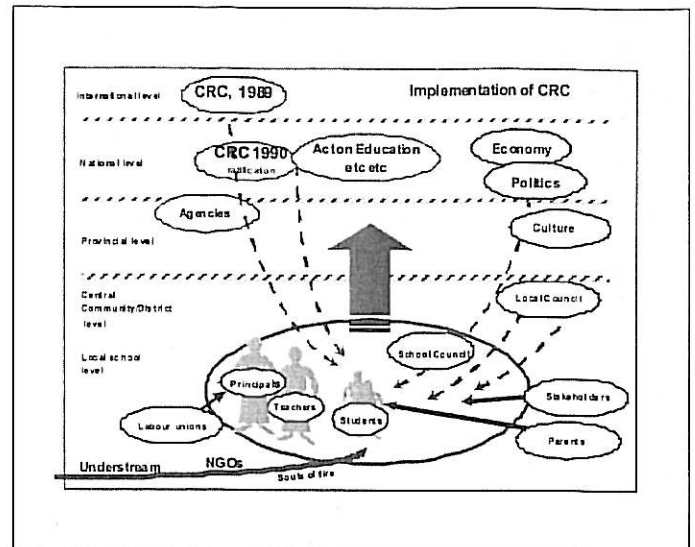 International level
CRC, 1989
Implementation of CRC
National level
CRC 1990
ratification
Act on Education
etc etc
Economy
Politics
Agencies
Culture
Provincial level
Central
Community/District
level
Local Council
Local school
level
School Council
Principals
Teachers
Students
Stakeholders
Labour unions
Parents
Understream
NGOs
Souls of fire